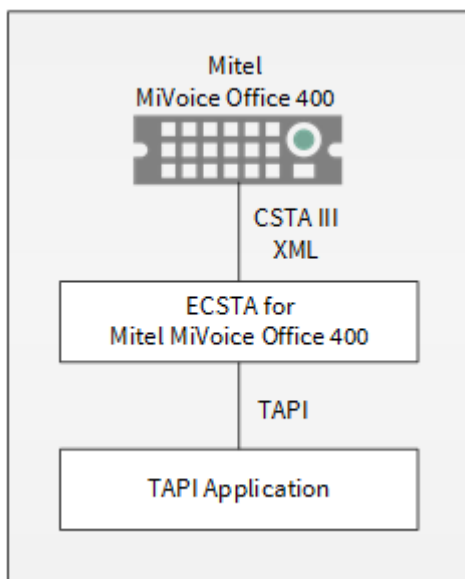 Mitel
MiVoice Office 400
CSTA III
XML
ECSTA for
Mitel MiVoice Office 400
TAPI
TAPI Application